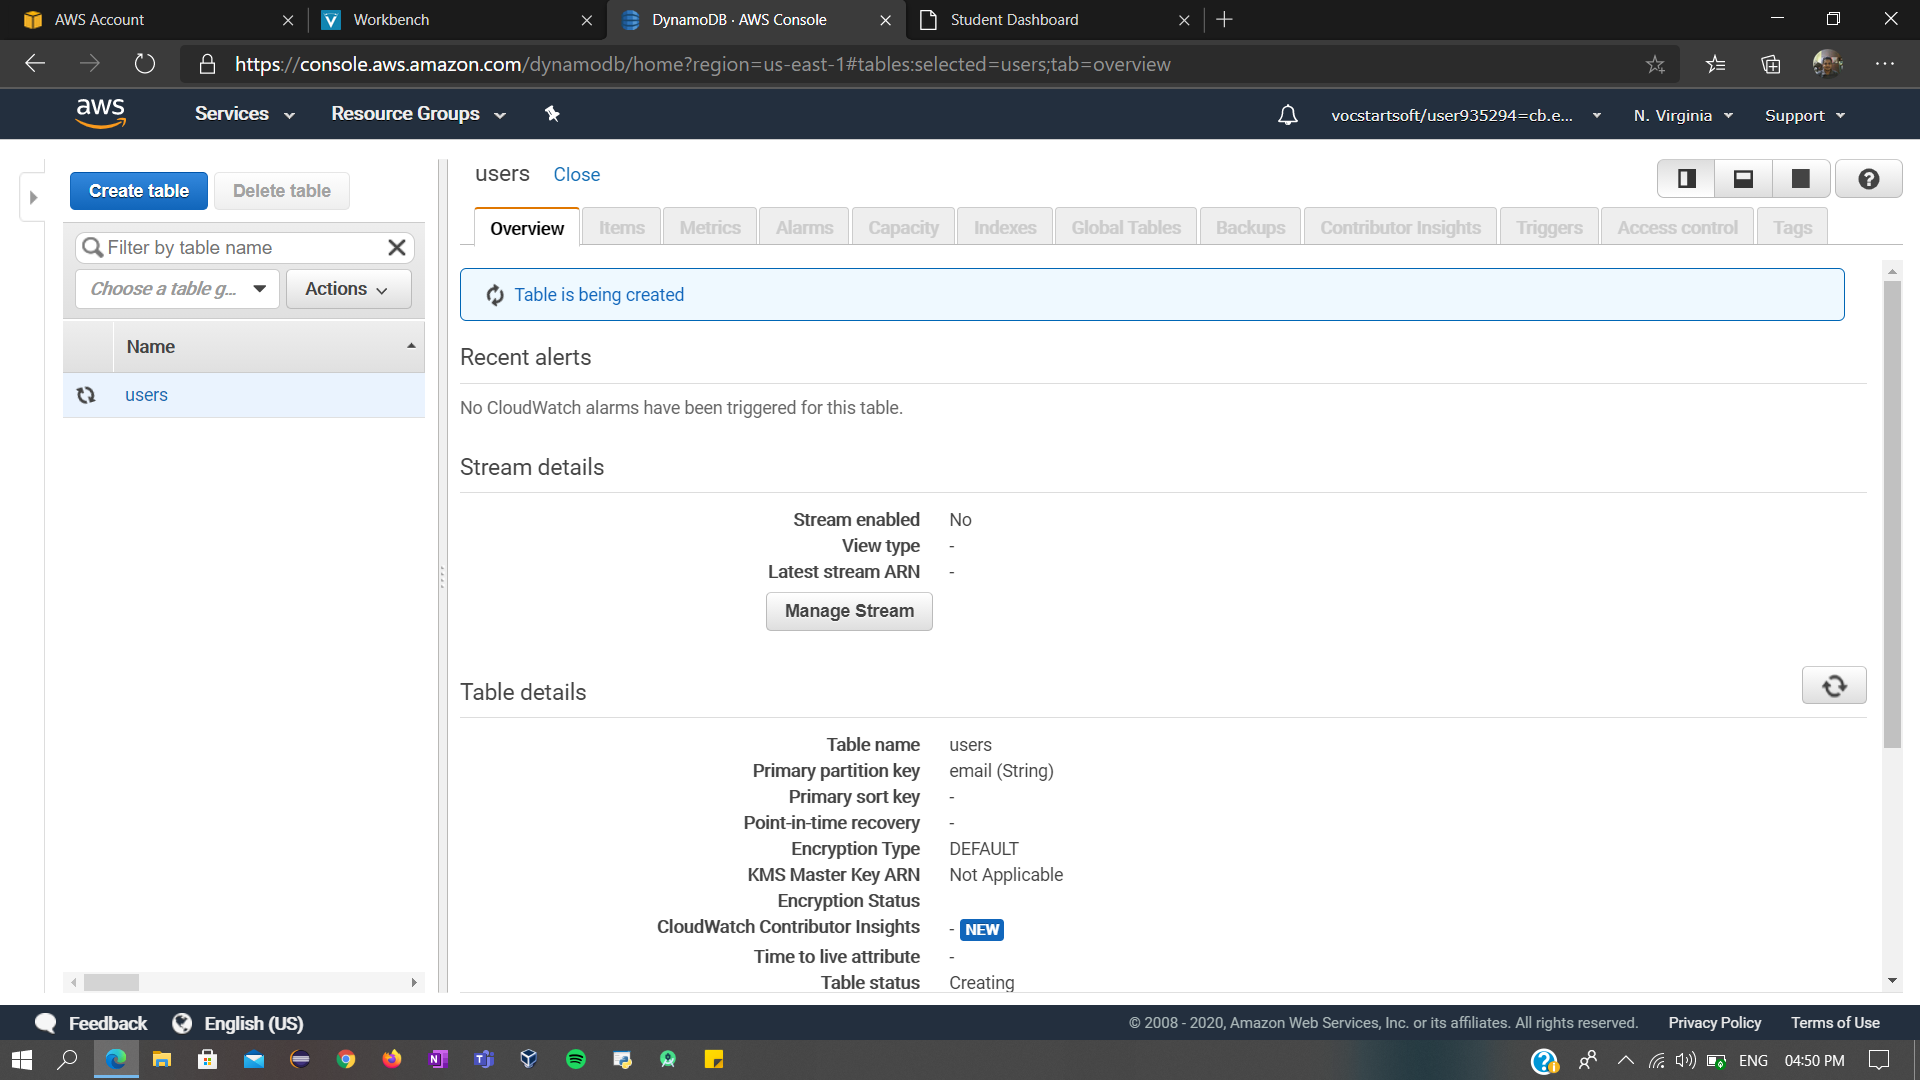 AWS Account
Workbench
DynamoDB · AWS Console
Student Dashboard
https://console.aws.amazon.com/dynamodb/home?region=us-east-1#tables:selected=users;tab=overview
aws
Services
Resource Groups
vocstartsoft/user935294=cb.e...
N. Virginia
Support
Create table
Delete table
Filter by table name
Choose a table g...
Actions
Name
users
users
Close
Overview
Items
Metrics
Alarms
Capacity
Indexes
Global Tables
Backups
Contributor Insights
Triggers
Access control
Tags
Table is being created
Recent alerts
No CloudWatch alarms have been triggered for this table.
Stream details
Stream enabled No
View type -
Latest stream ARN -
Manage Stream
Table details
Table name users
Primary partition key email (String)
Primary sort key -
Point-in-time recovery -
Encryption Type DEFAULT
KMS Master Key ARN Not Applicable
Encryption Status
CloudWatch Contributor Insights - NEW
Time to live attribute -
Table status Creating
Feedback
English (US)
© 2008 - 2020, Amazon Web Services, Inc. or its affiliates. All rights reserved.
Privacy Policy
Terms of Use
ENG
04:50 PM